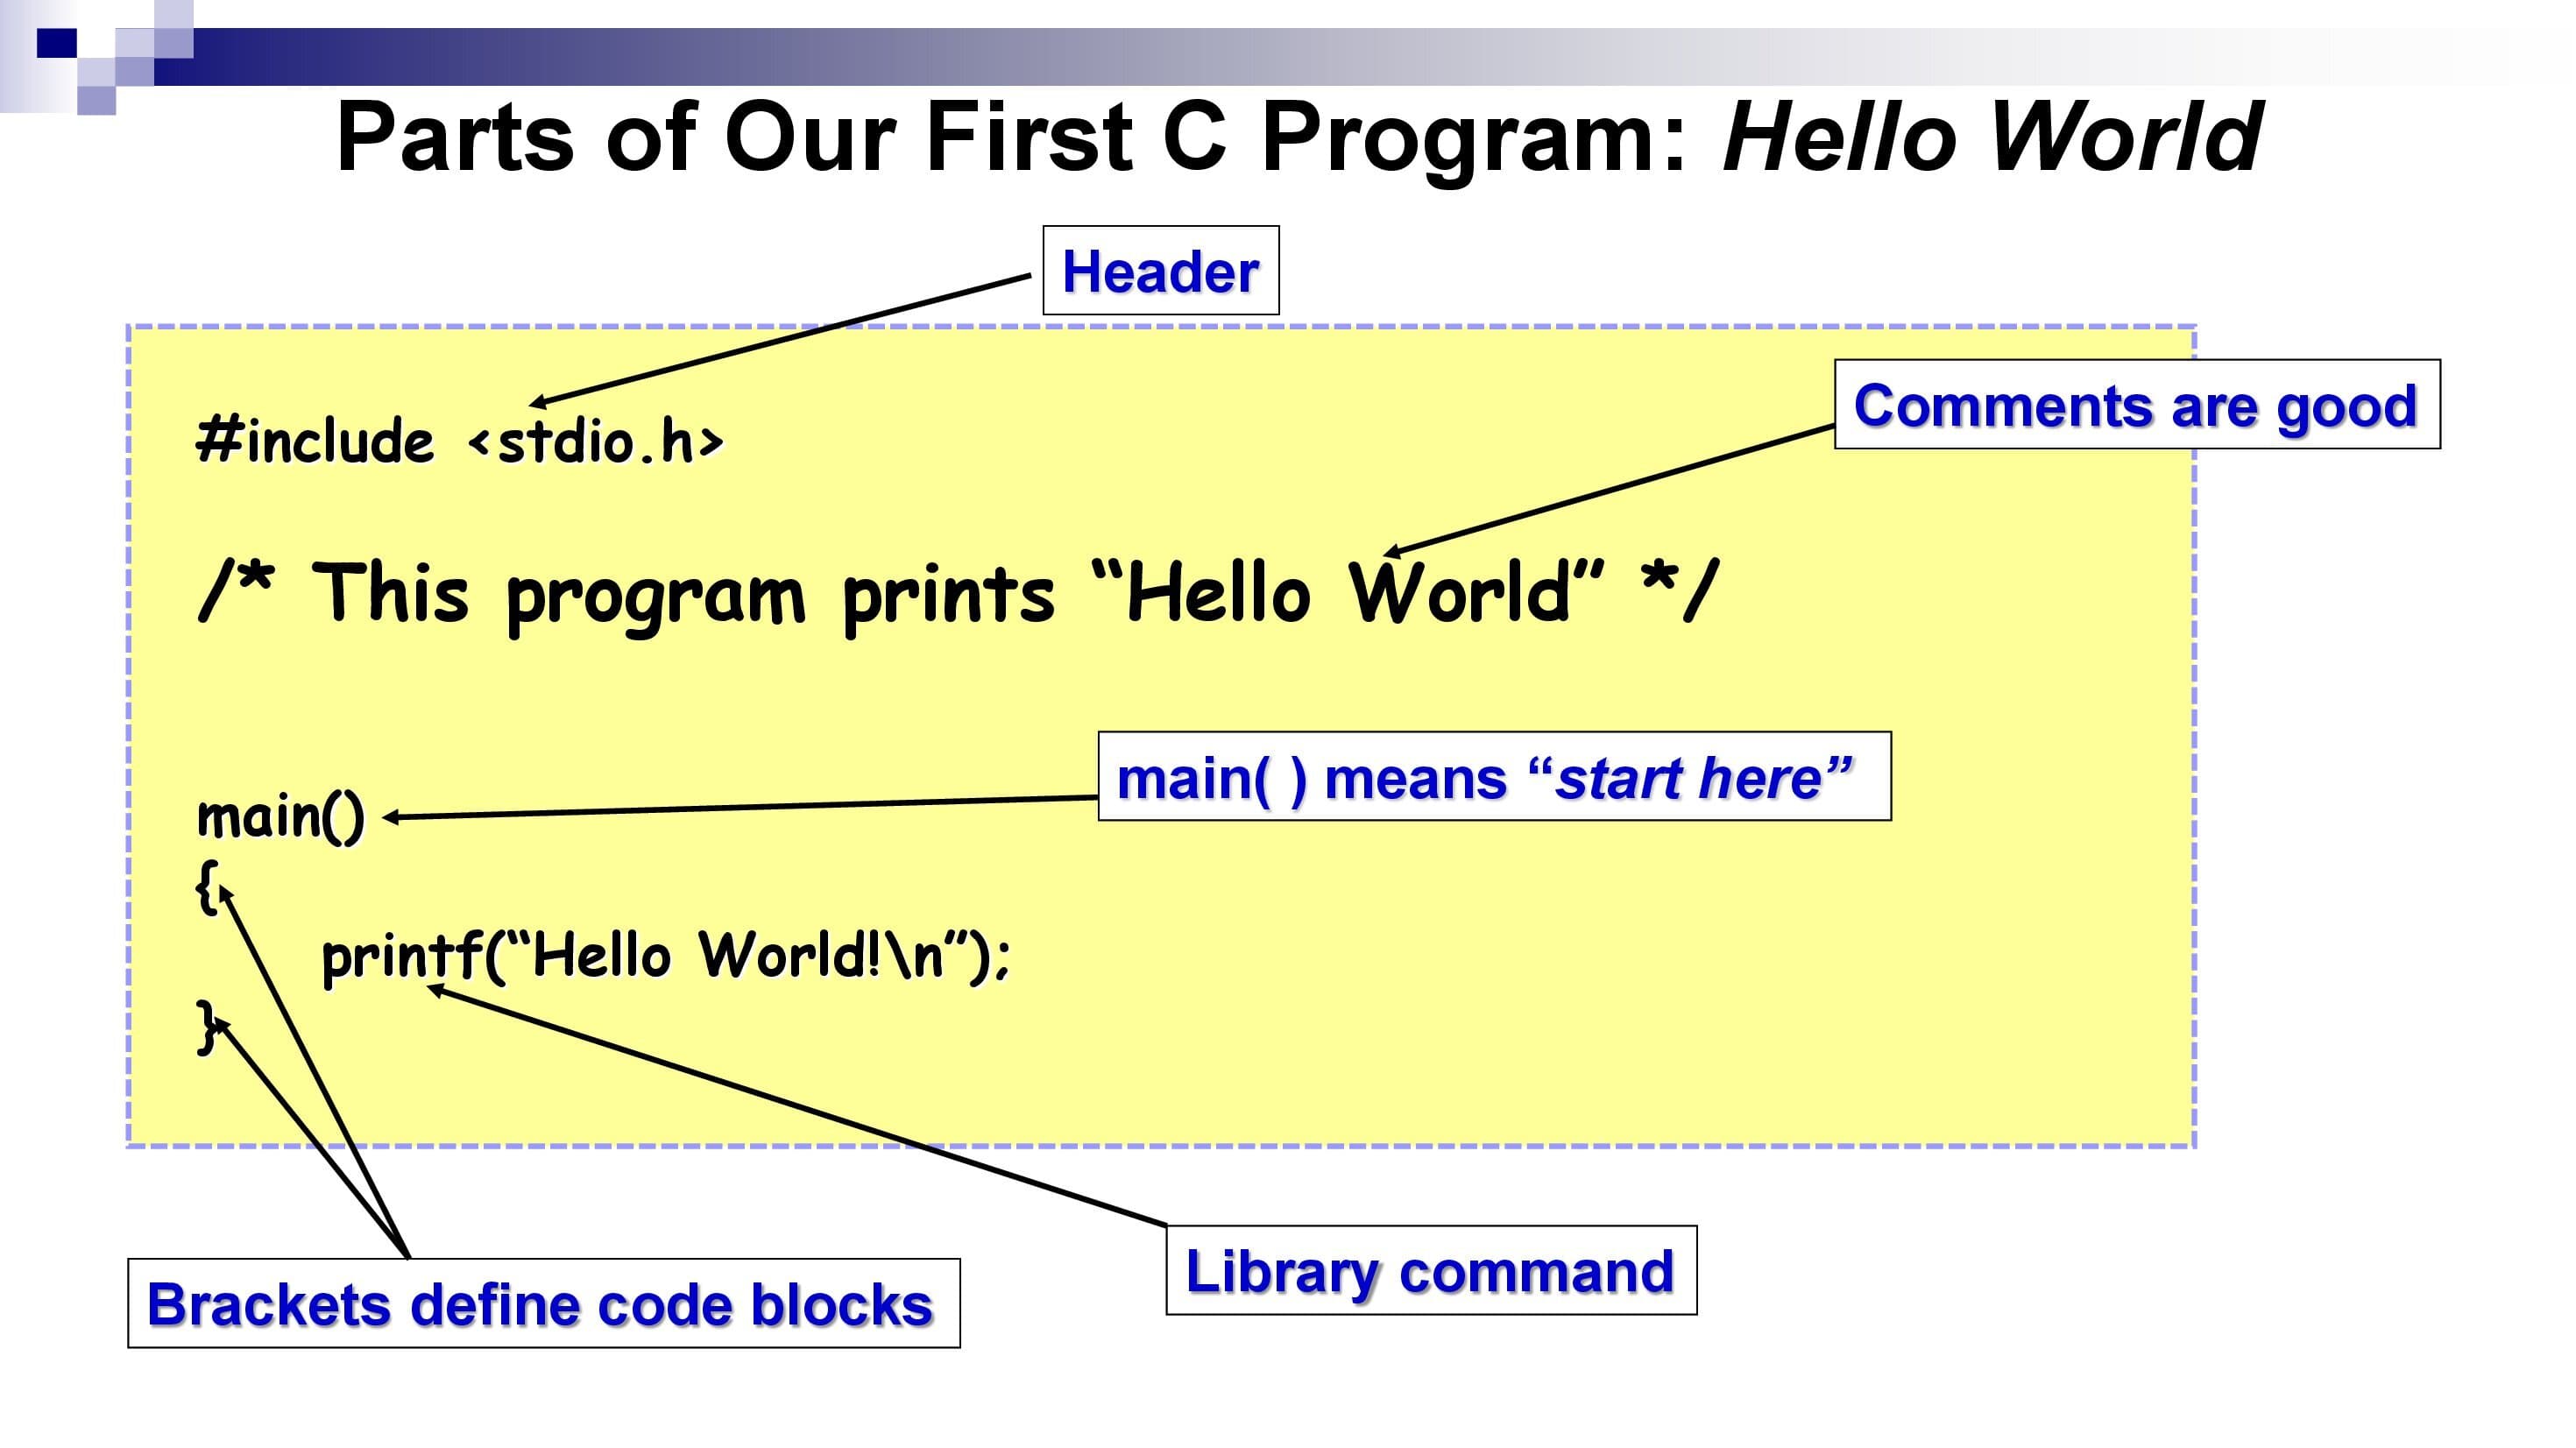 Parts of Our First C Program: Hello World
Header
Comments are good
#include <stdio.h>
/* This program prints “Hello World” */
main( ) means “start here”
main()
{
printf(“Hello World!\n”);
}
Library command
Brackets define code blocks